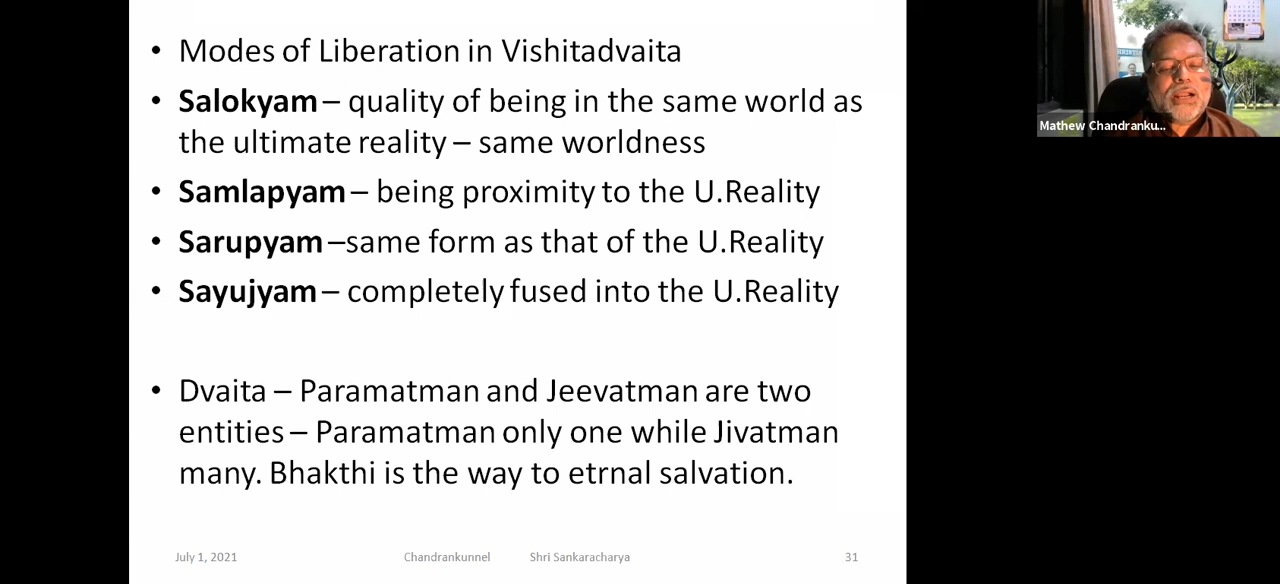 • Modes of Liberation in Vishitadvaita
• Salokyam – quality of being in the same world as
the ultimate reality – same worldness
• Samlapyam – being proximity to the U.Reality
• Sarupyam –same form as that of the U.Reality
• Sayujyam – completely fused into the U.Reality
• Dvaita – Paramatman and Jeevatman are two
entities – Paramatman only one while Jivatman
many. Bhakthi is the way to etrnal salvation.
July 1, 2021 Chandrankunnel Shri Sankaracharya 31
Mathew Chandranku...